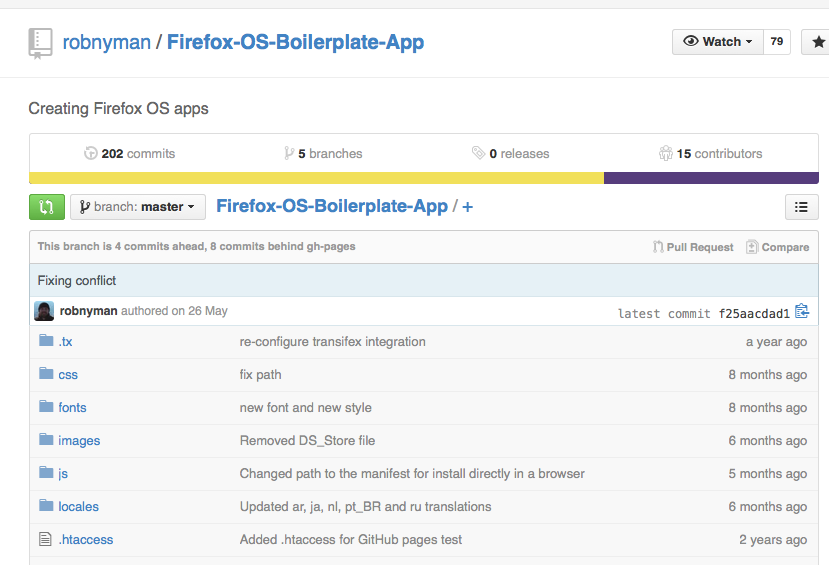 robnyman / Firefox-OS-Boilerplate-App Watch 79
Creating Firefox OS apps
202 commits 5 branches 0 releases 15 contributors
branch: master Firefox-OS-Boilerplate-App / +
This branch is 4 commits ahead, 8 commits behind gh-pages Pull Request Compare
Fixing conflict
robnyman authored on 26 May latest commit f25aacdad1
.tx re-configure transifex integration a year ago
css fix path 8 months ago
fonts new font and new style 8 months ago
images Removed DS_Store file 6 months ago
js Changed path to the manifest for install directly in a browser 5 months ago
locales Updated ar, ja, nl, pt_BR and ru translations 6 months ago
.htaccess Added .htaccess for GitHub pages test 2 years ago